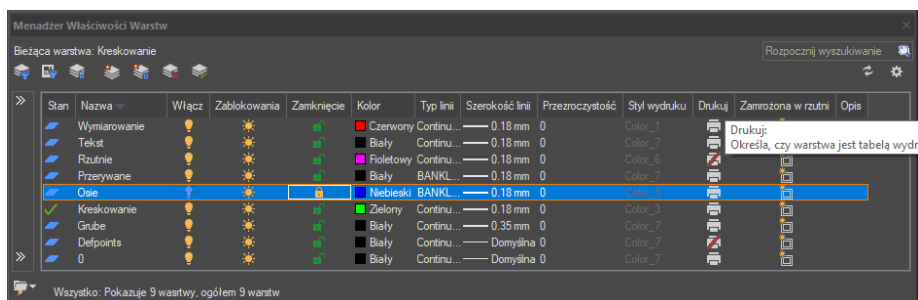 Menadżer Właściwości Warstw
Bieżąca warstwa: Kreskowanie
Rozpocznij wyszukiwanie
Stan Nazwa Włącz Zablokowania Zamknięcie Kolor Typ linii Szerokość linii Przezroczystość Styl wydruku Drukuj Zamrożona w rzutni Opis
Wymiarowanie Czerwony Continu... 0.18 mm 0 Color_1
Drukuj:
Tekst Biały Continu... 0.18 mm 0 Color_7
Określa, czy warstwa jest tabelą wydr
Rzutnie Fioletowy Continu... 0.18 mm 0 Color_6
Przerywane Biały BANKL... 0.18 mm 0 Color_7
Osie Niebieski BANKL... 0.18 mm 0 Color_5
Kreskowanie Zielony Continu... 0.18 mm 0 Color_3
Grube Biały Continu... 0.35 mm 0 Color_7
Defpoints Biały Continu... Domyślna 0 Color_7
0 Biały Continu... Domyślna 0 Color_7
Wszystko: Pokazuje 9 wasrtwy, ogółem 9 warstw